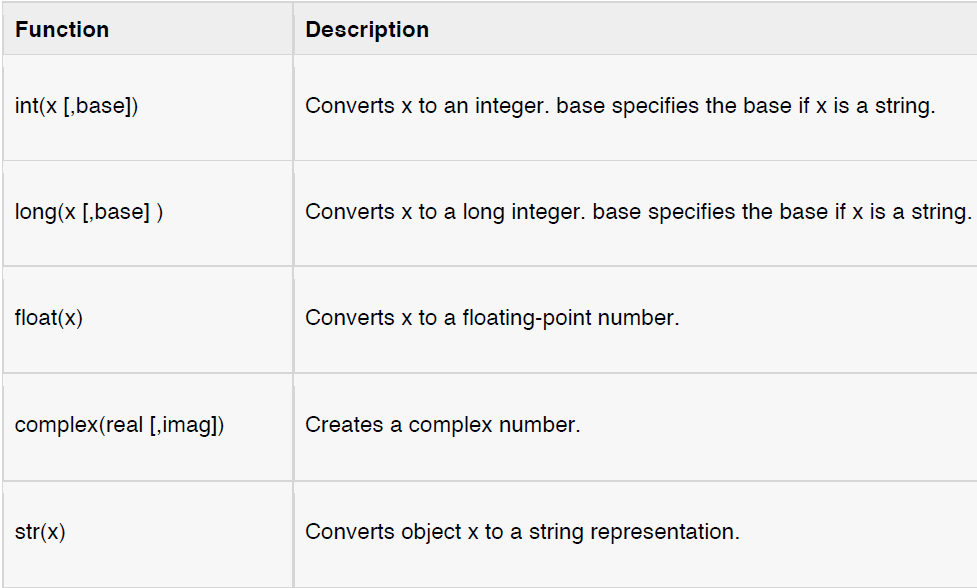 Function Description
int(x [,base]) Converts x to an integer. base specifies the base if x is a string.
long(x [,base] ) Converts x to a long integer. base specifies the base if x is a string.
float(x) Converts x to a floating-point number.
complex(real [,imag]) Creates a complex number.
str(x) Converts object x to a string representation.